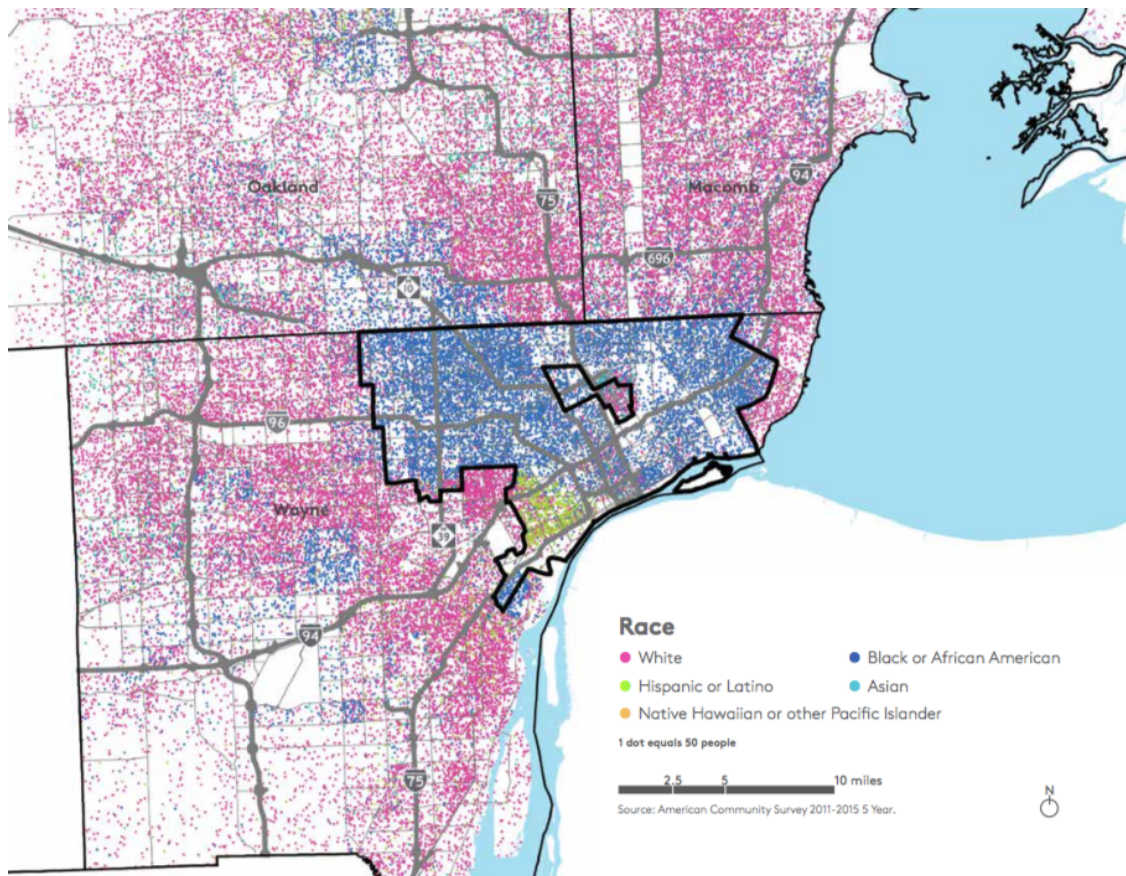 Oakland
Macomb
94
75
696
10
96
Wayne
39
94
75
Race
White
Black or African American
Hispanic or Latino
Asian
Native Hawaiian or other Pacific Islander
1 dot equals 50 people
2.5 5 10 miles
Source: American Community Survey 2011-2015 5 Year.
N